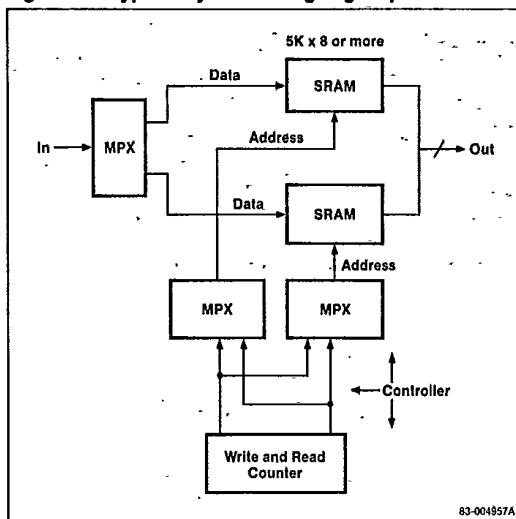 5K x 8 or more
Data
SRAM
In
MPX
Address
Out
Data
SRAM
Address
MPX
MPX
Controller
Write and Read
Counter
83-004957A